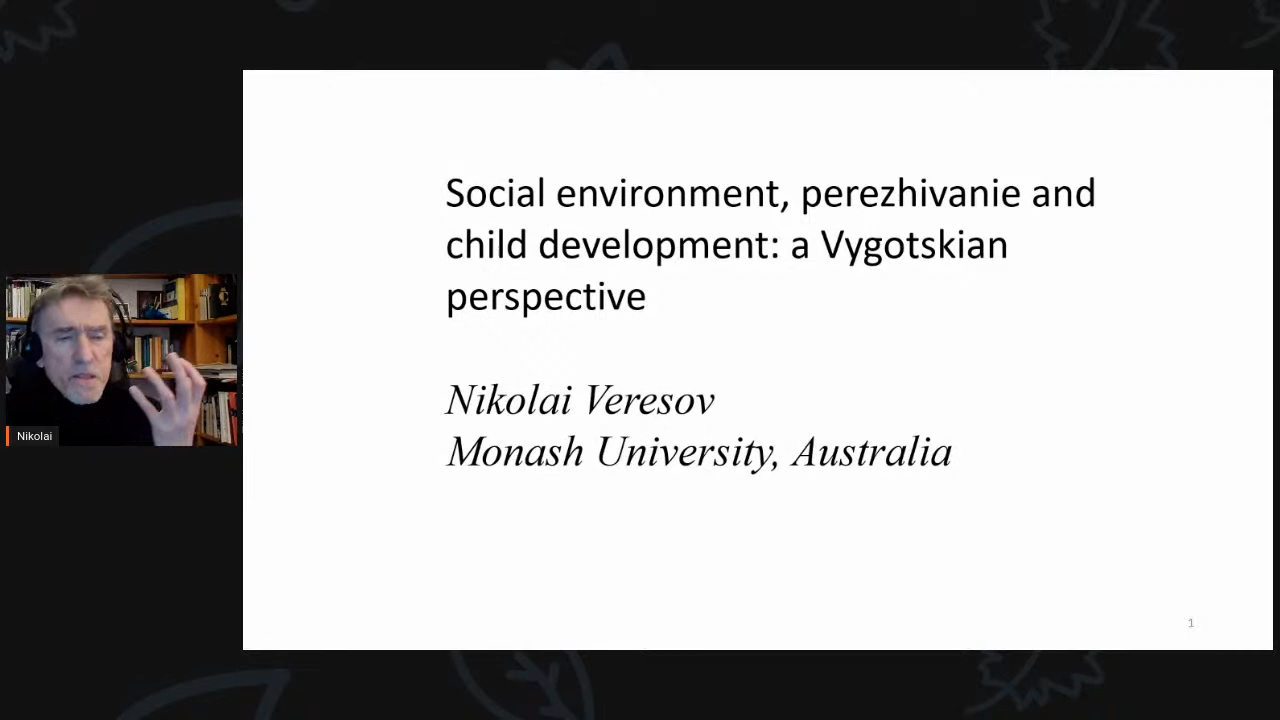 Social environment, perezhivanie and
child development: a Vygotskian
perspective
Nikolai Veresov
Monash University, Australia
Nikolai
1